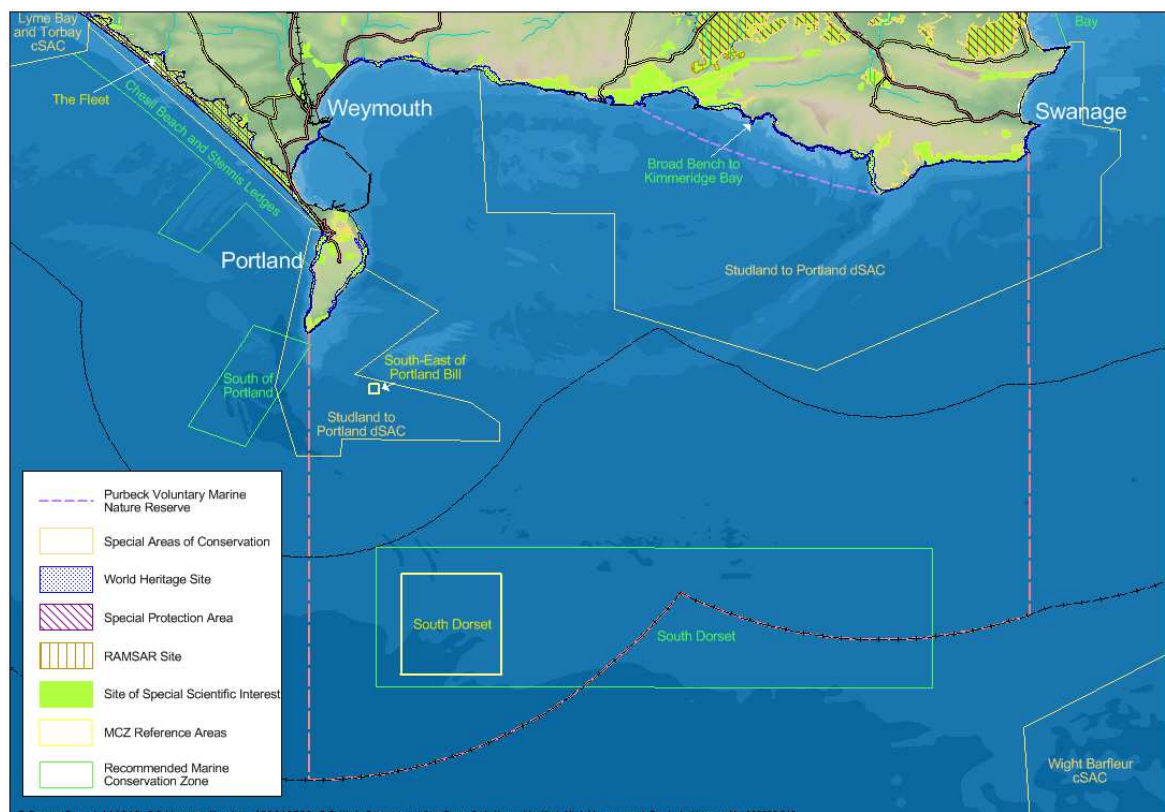 Lyme Bay
and Torbay
cSAC
Bay
The Fleet
Weymouth
Swanage
Chesil Beach and Stennis Ledges
Broad Bench to
Kimmeridge Bay
Portland
Studland to Portland dSAC
South-East of
Portland Bill
South of
Portland
Studland to
Portland dSAC
Purbeck Voluntary Marine
Nature Reserve
Special Areas of Conservation
World Heritage Site
Special Protection Area
RAMSAR Site
Site of Special Scientific Interest
MCZ Reference Areas
Recommended Marine
Conservation Zone
South Dorset
South Dorset
Wight Barfleur
cSAC